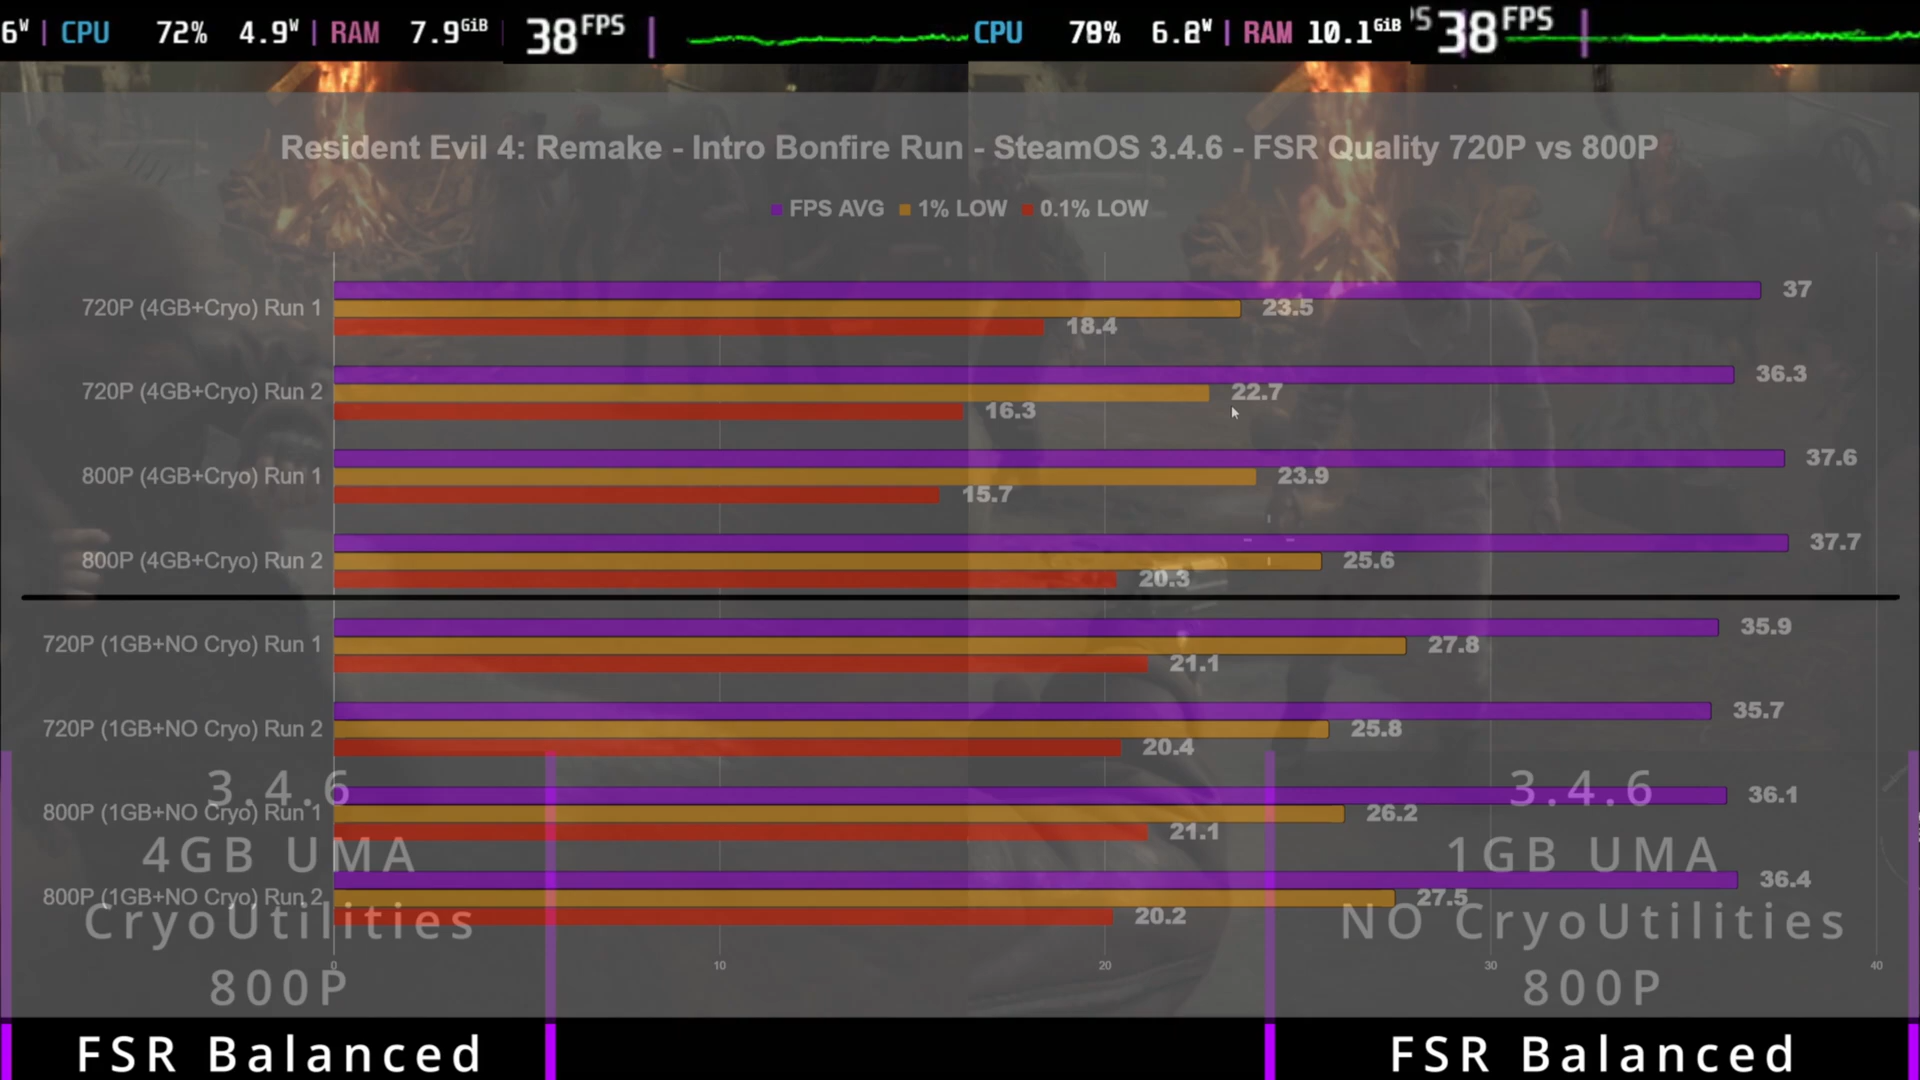 6W | CPU 72% 4.9W | RAM 7.9GiB 38FPS CPU 79% 6.8W | RAM 10.1GiB 38FPS
Resident Evil 4: Remake - Intro Bonfire Run - SteamOS 3.4.6 - FSR Quality 720P vs 800P
FPS AVG 1% LOW 0.1% LOW
720P (4GB+Cryo) Run 1 37 23.5 18.4
720P (4GB+Cryo) Run 2 36.3 22.7 16.3
800P (4GB+Cryo) Run 1 37.6 23.9 15.7
800P (4GB+Cryo) Run 2 37.7 25.6 20.3
720P (1GB+NO Cryo) Run 1 35.9 27.8 21.1
720P (1GB+NO Cryo) Run 2 35.7 25.8 20.4
800P (1GB+NO Cryo) Run 1 36.1 26.2 21.1
800P (1GB+NO Cryo) Run 2 36.4 27.5 20.2
0 10 20 30 40
3.4.6
4GB UMA
CryoUtilities
800P
FSR Balanced
3.4.6
1GB UMA
NO CryoUtilities
800P
FSR Balanced